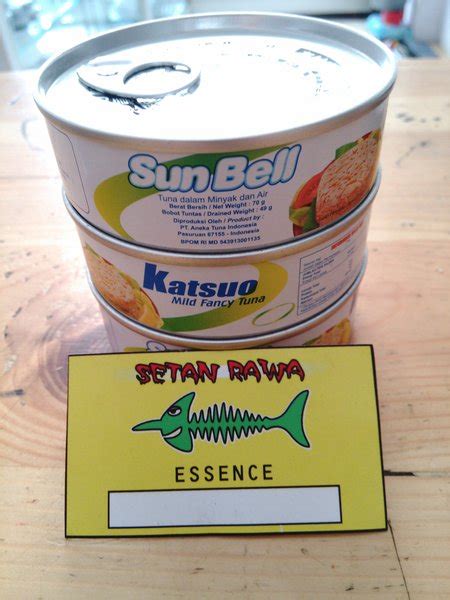 Sun Bell
Tuna dalam Minyak dan Air
Berat Bersih / Net Weight : 70 g
Bobot Tuntas / Drained Weight : 49 g
Diproduksi Oleh / Product by :
PT. Aneka Tuna Indonesia
Pasuruan 67155 - Indonesia
BPOM RI MD 543913001135
Katsuo
Mild Fancy Tuna
SETAN RAWA
ESSENCE